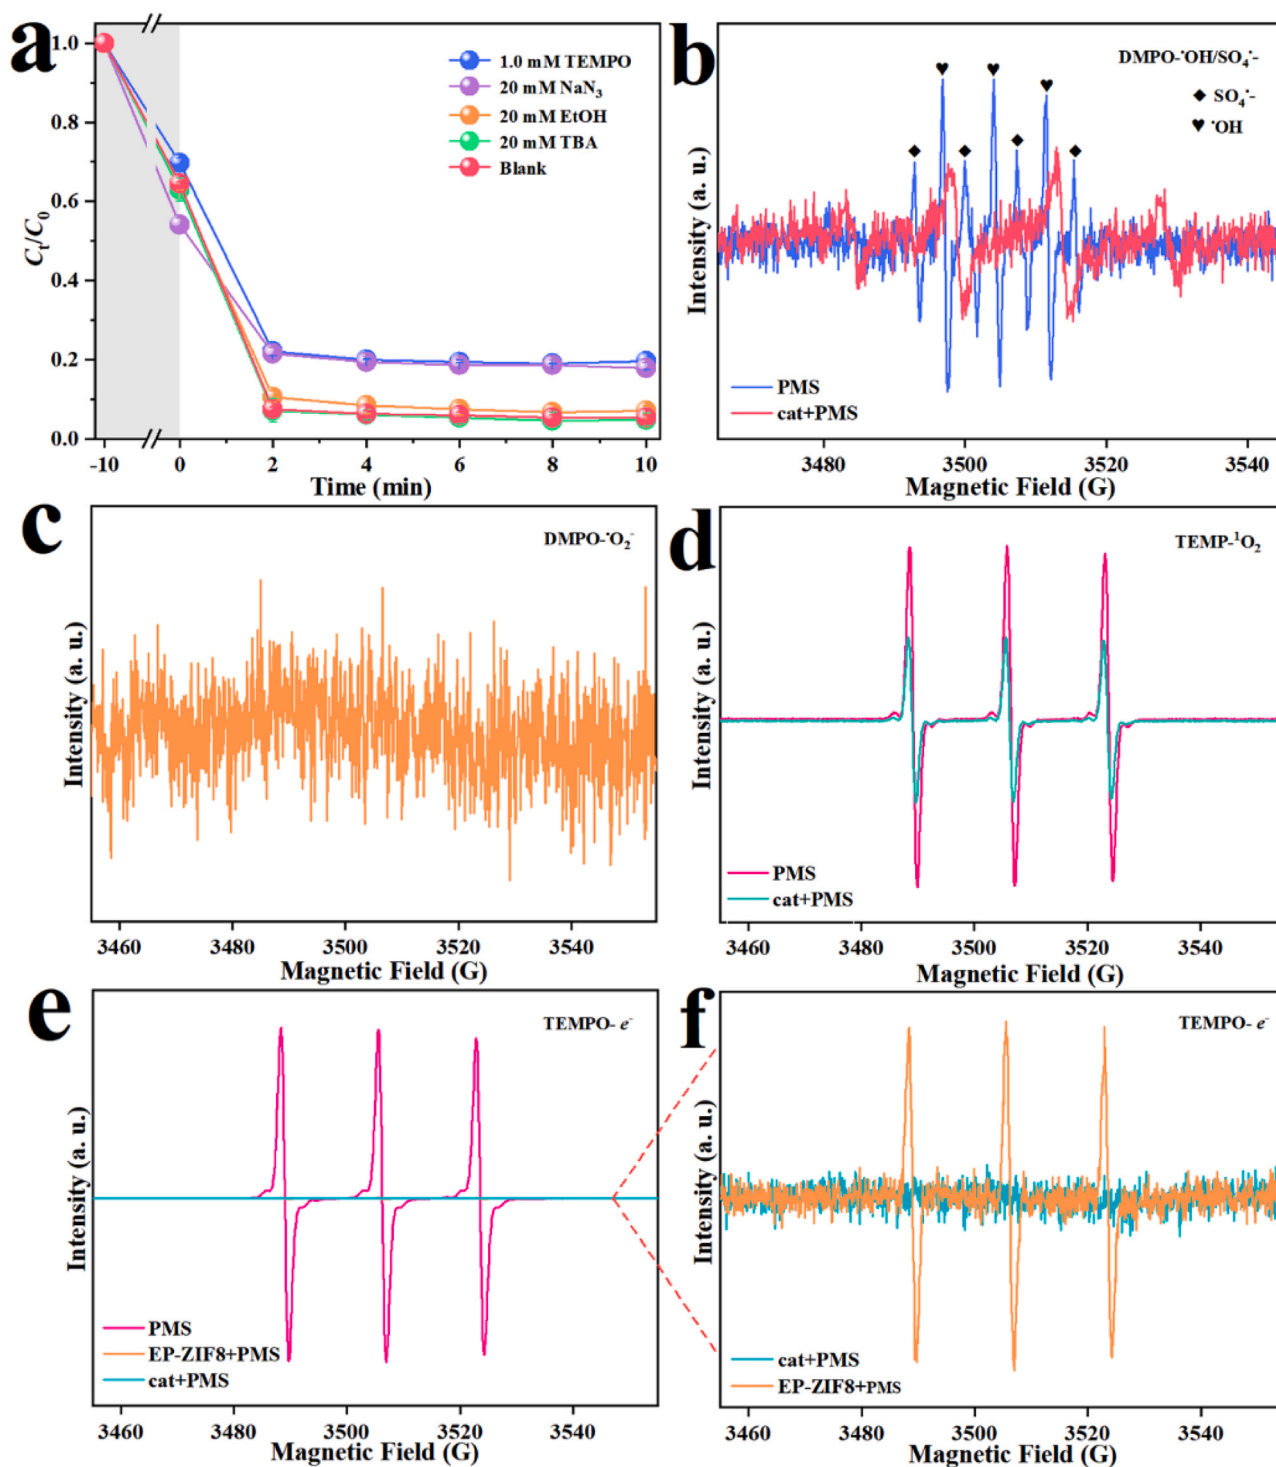 a
1.0
0.8
0.6
0.4
0.2
0.0
Cₜ/C₀
1.0 mM TEMPO
20 mM NaN₃
20 mM EtOH
20 mM TBA
Blank
-10 0 2 4 6 8 10
Time (min)
b
DMPO-•OH/SO₄•-
◆ SO₄•-
♥ •OH
Intensity (a. u.)
PMS
cat+PMS
3480 3500 3520 3540
Magnetic Field (G)
c
DMPO-•O₂⁻
Intensity (a. u.)
3460 3480 3500 3520 3540
Magnetic Field (G)
d
TEMP-¹O₂
Intensity (a. u.)
PMS
cat+PMS
3460 3480 3500 3520 3540
Magnetic Field (G)
e
TEMPO- e⁻
Intensity (a. u.)
PMS
EP-ZIF8+PMS
cat+PMS
3460 3480 3500 3520 3540
Magnetic Field (G)
f
TEMPO- e⁻
Intensity (a. u.)
cat+PMS
EP-ZIF8+PMS
3460 3480 3500 3520 3540
Magnetic Field (G)